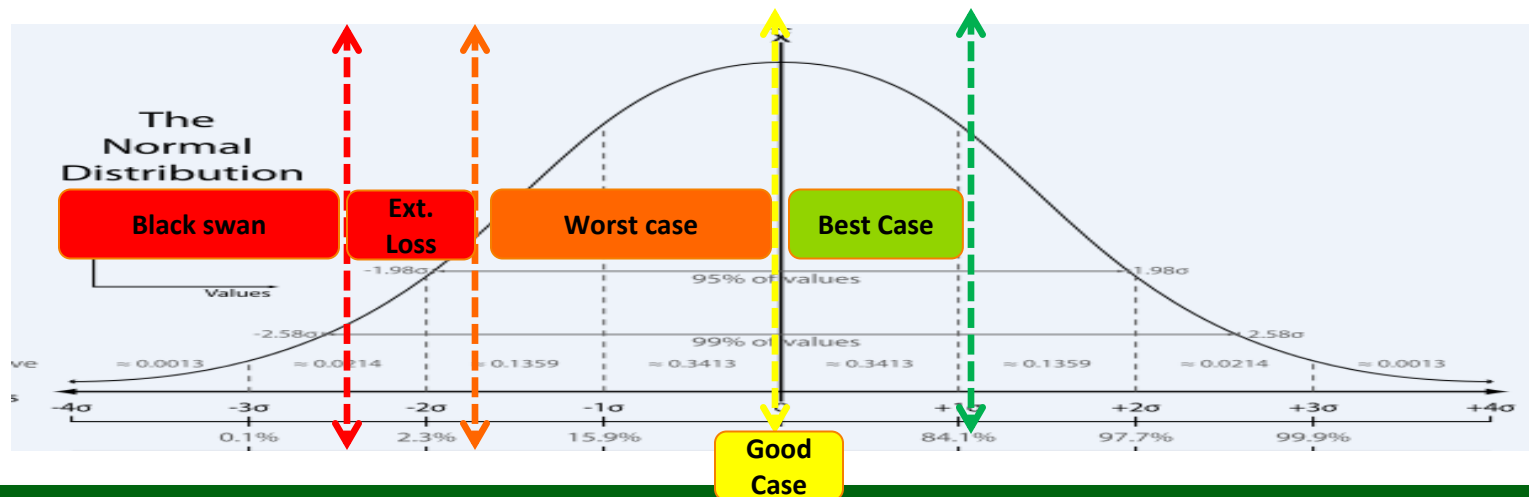 The
Normal
Distribution
Black swan
Ext.
Loss
Worst case
Best Case
-1.98σ
95% of values
1.98σ
Values
-2.58σ
99% of values
2.58σ
ve
≈ 0.0013
≈ 0.0214
≈ 0.1359
≈ 0.3413
≈ 0.3413
≈ 0.1359
≈ 0.0214
≈ 0.0013
s
-4σ
-3σ
-2σ
-1σ
+1σ
+2σ
+3σ
+4σ
0.1%
2.3%
15.9%
84.1%
97.7%
99.9%
Good
Case